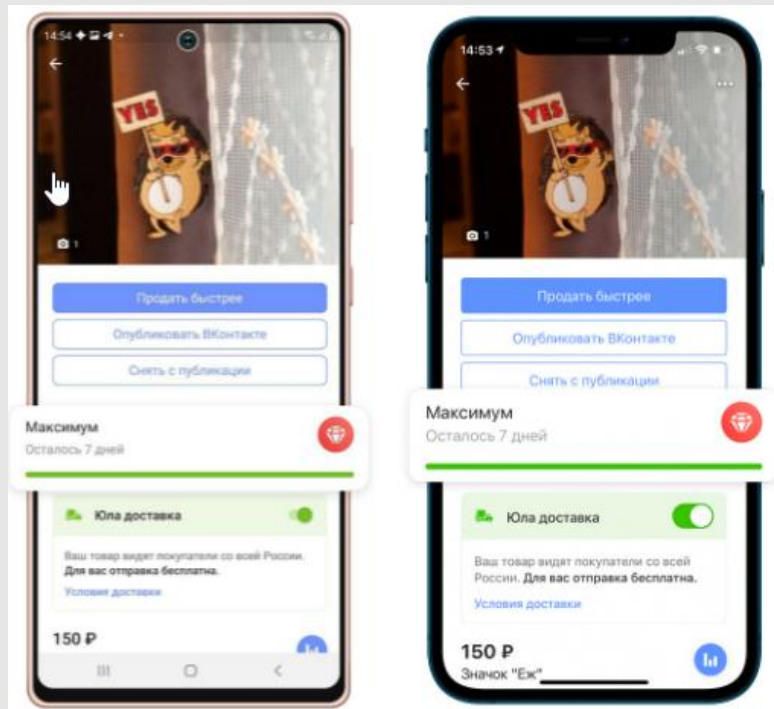 14:54
YES
1
Продать быстрее
Опубликовать ВКонтакте
Снять с публикации
Максимум
Осталось 7 дней
Юла доставка
Ваш товар видят покупатели со всей России.
Для вас отправка бесплатна.
Условия доставки
150 ₽
14:53
YES
1
Продать быстрее
Опубликовать ВКонтакте
Снять с публикации
Максимум
Осталось 7 дней
Юла доставка
Ваш товар видят покупатели со всей
России. Для вас отправка бесплатна.
Условия доставки
150 ₽
Значок "Еж"